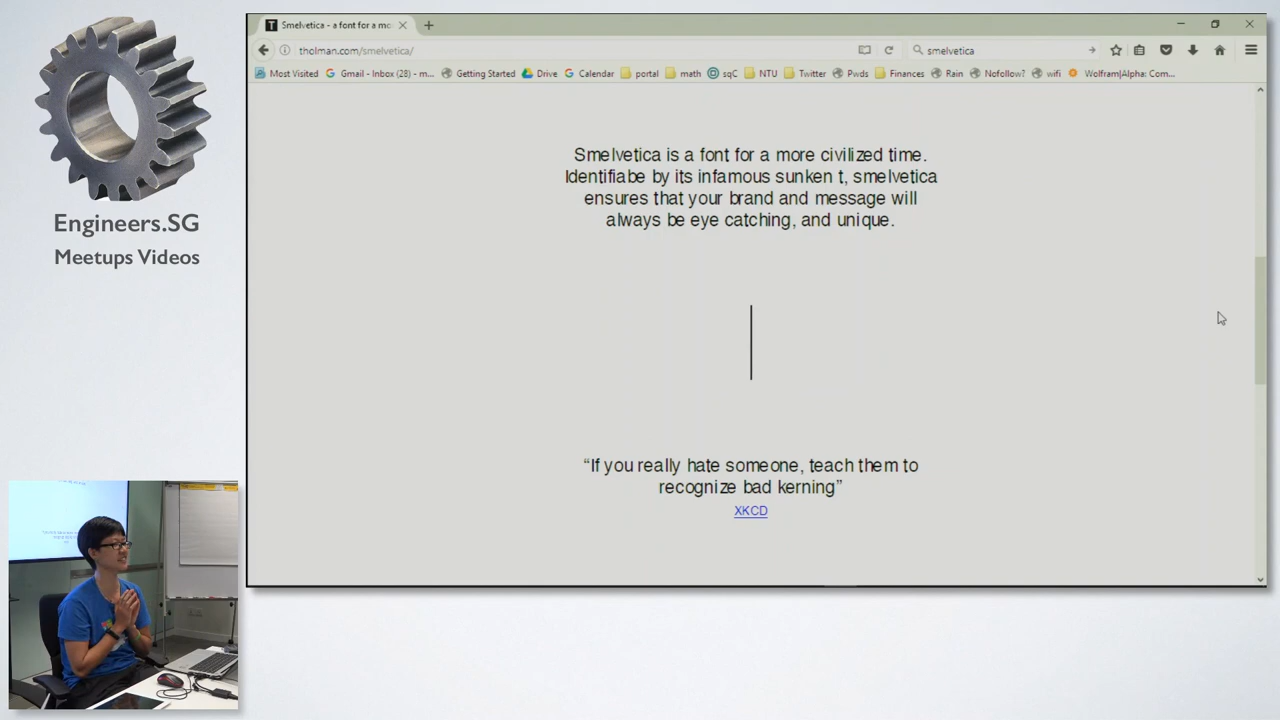 Engineers.SG
Meetups Videos
T Smelvetica - a font for a mo
tholman.com/smelvetica/
smelvetica
Most Visited Gmail - Inbox (28) - m... Getting Started Drive Calendar portal math sqC NTU Twitter Pwds Finances Rain Nofollow? wifi Wolfram|Alpha: Com...
Smelvetica is a font for a more civilized time.
Identifiabe by its infamous sunken t, smelvetica
ensures that your brand and message will
always be eye catching, and unique.
“If you really hate someone, teach them to
recognize bad kerning”
XKCD